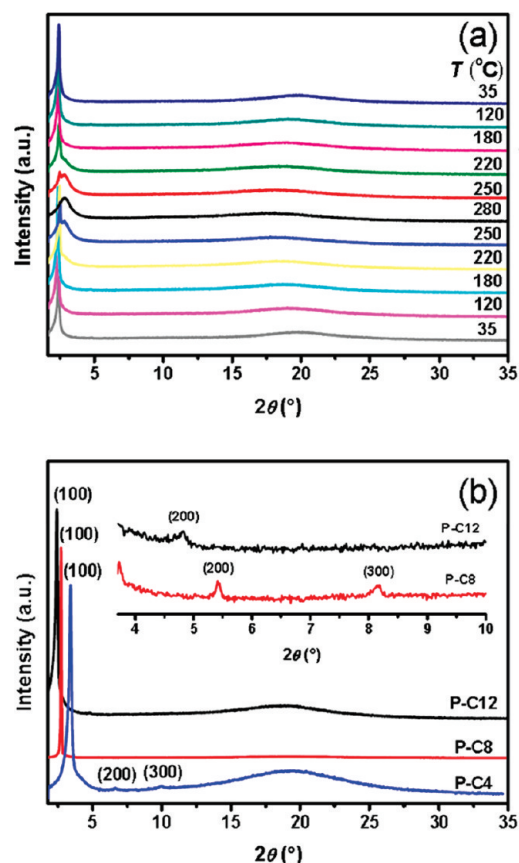 (a)
T (°C)
35
120
180
220
250
280
250
220
180
120
35
Intensity (a.u.)
5 10 15 20 25 30 35
2θ (°)
(b)
(100)
(100)
(100)
(200)
P-C12
(200)
(300)
P-C8
4 5 6 7 8 9 10
2θ (°)
Intensity (a.u.)
P-C12
P-C8
(200)
(300)
P-C4
5 10 15 20 25 30 35
2θ (°)